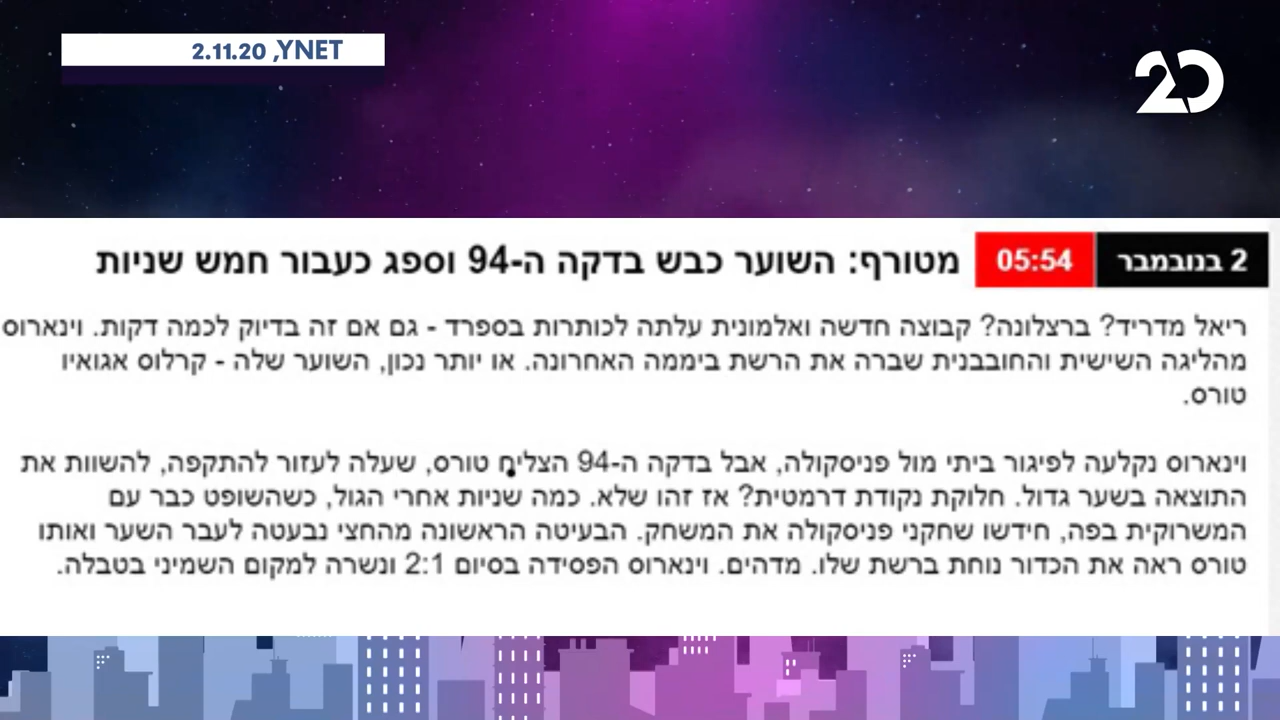 YNET, 2.11.20
20
2 בנובמבר 05:54 מטורף: השוער כבש בדקה ה-94 וספג כעבור חמש שניות
ריאל מדריד? ברצלונה? קבוצה חדשה ואלמונית עלתה לכותרות בספרד - גם אם זה בדיוק לכמה דקות. וינארוס
מהליגה השישית והחובבנית שברה את הרשת ביממה האחרונה. או יותר נכון, השוער שלה - קרלוס אגואיו
טורס.
וינארוס נקלעה לפיגור ביתי מול פניסקולה, אבל בדקה ה-94 הצליח טורס, שעלה לעזור להתקפה, להשוות את
התוצאה בשער גדול. חלוקת נקודת דרמטית? אז זהו שלא. כמה שניות אחרי הגול, כשהשופט כבר עם
המשרוקית בפה, חידשו שחקני פניסקולה את המשחק. הבעיטה הראשונה מהחצי נבעטה לעבר השער ואותו
טורס ראה את הכדור נוחת ברשת שלו. מדהים. וינארוס הפסידה בסיום 2:1 ונשרה למקום השמיני בטבלה.